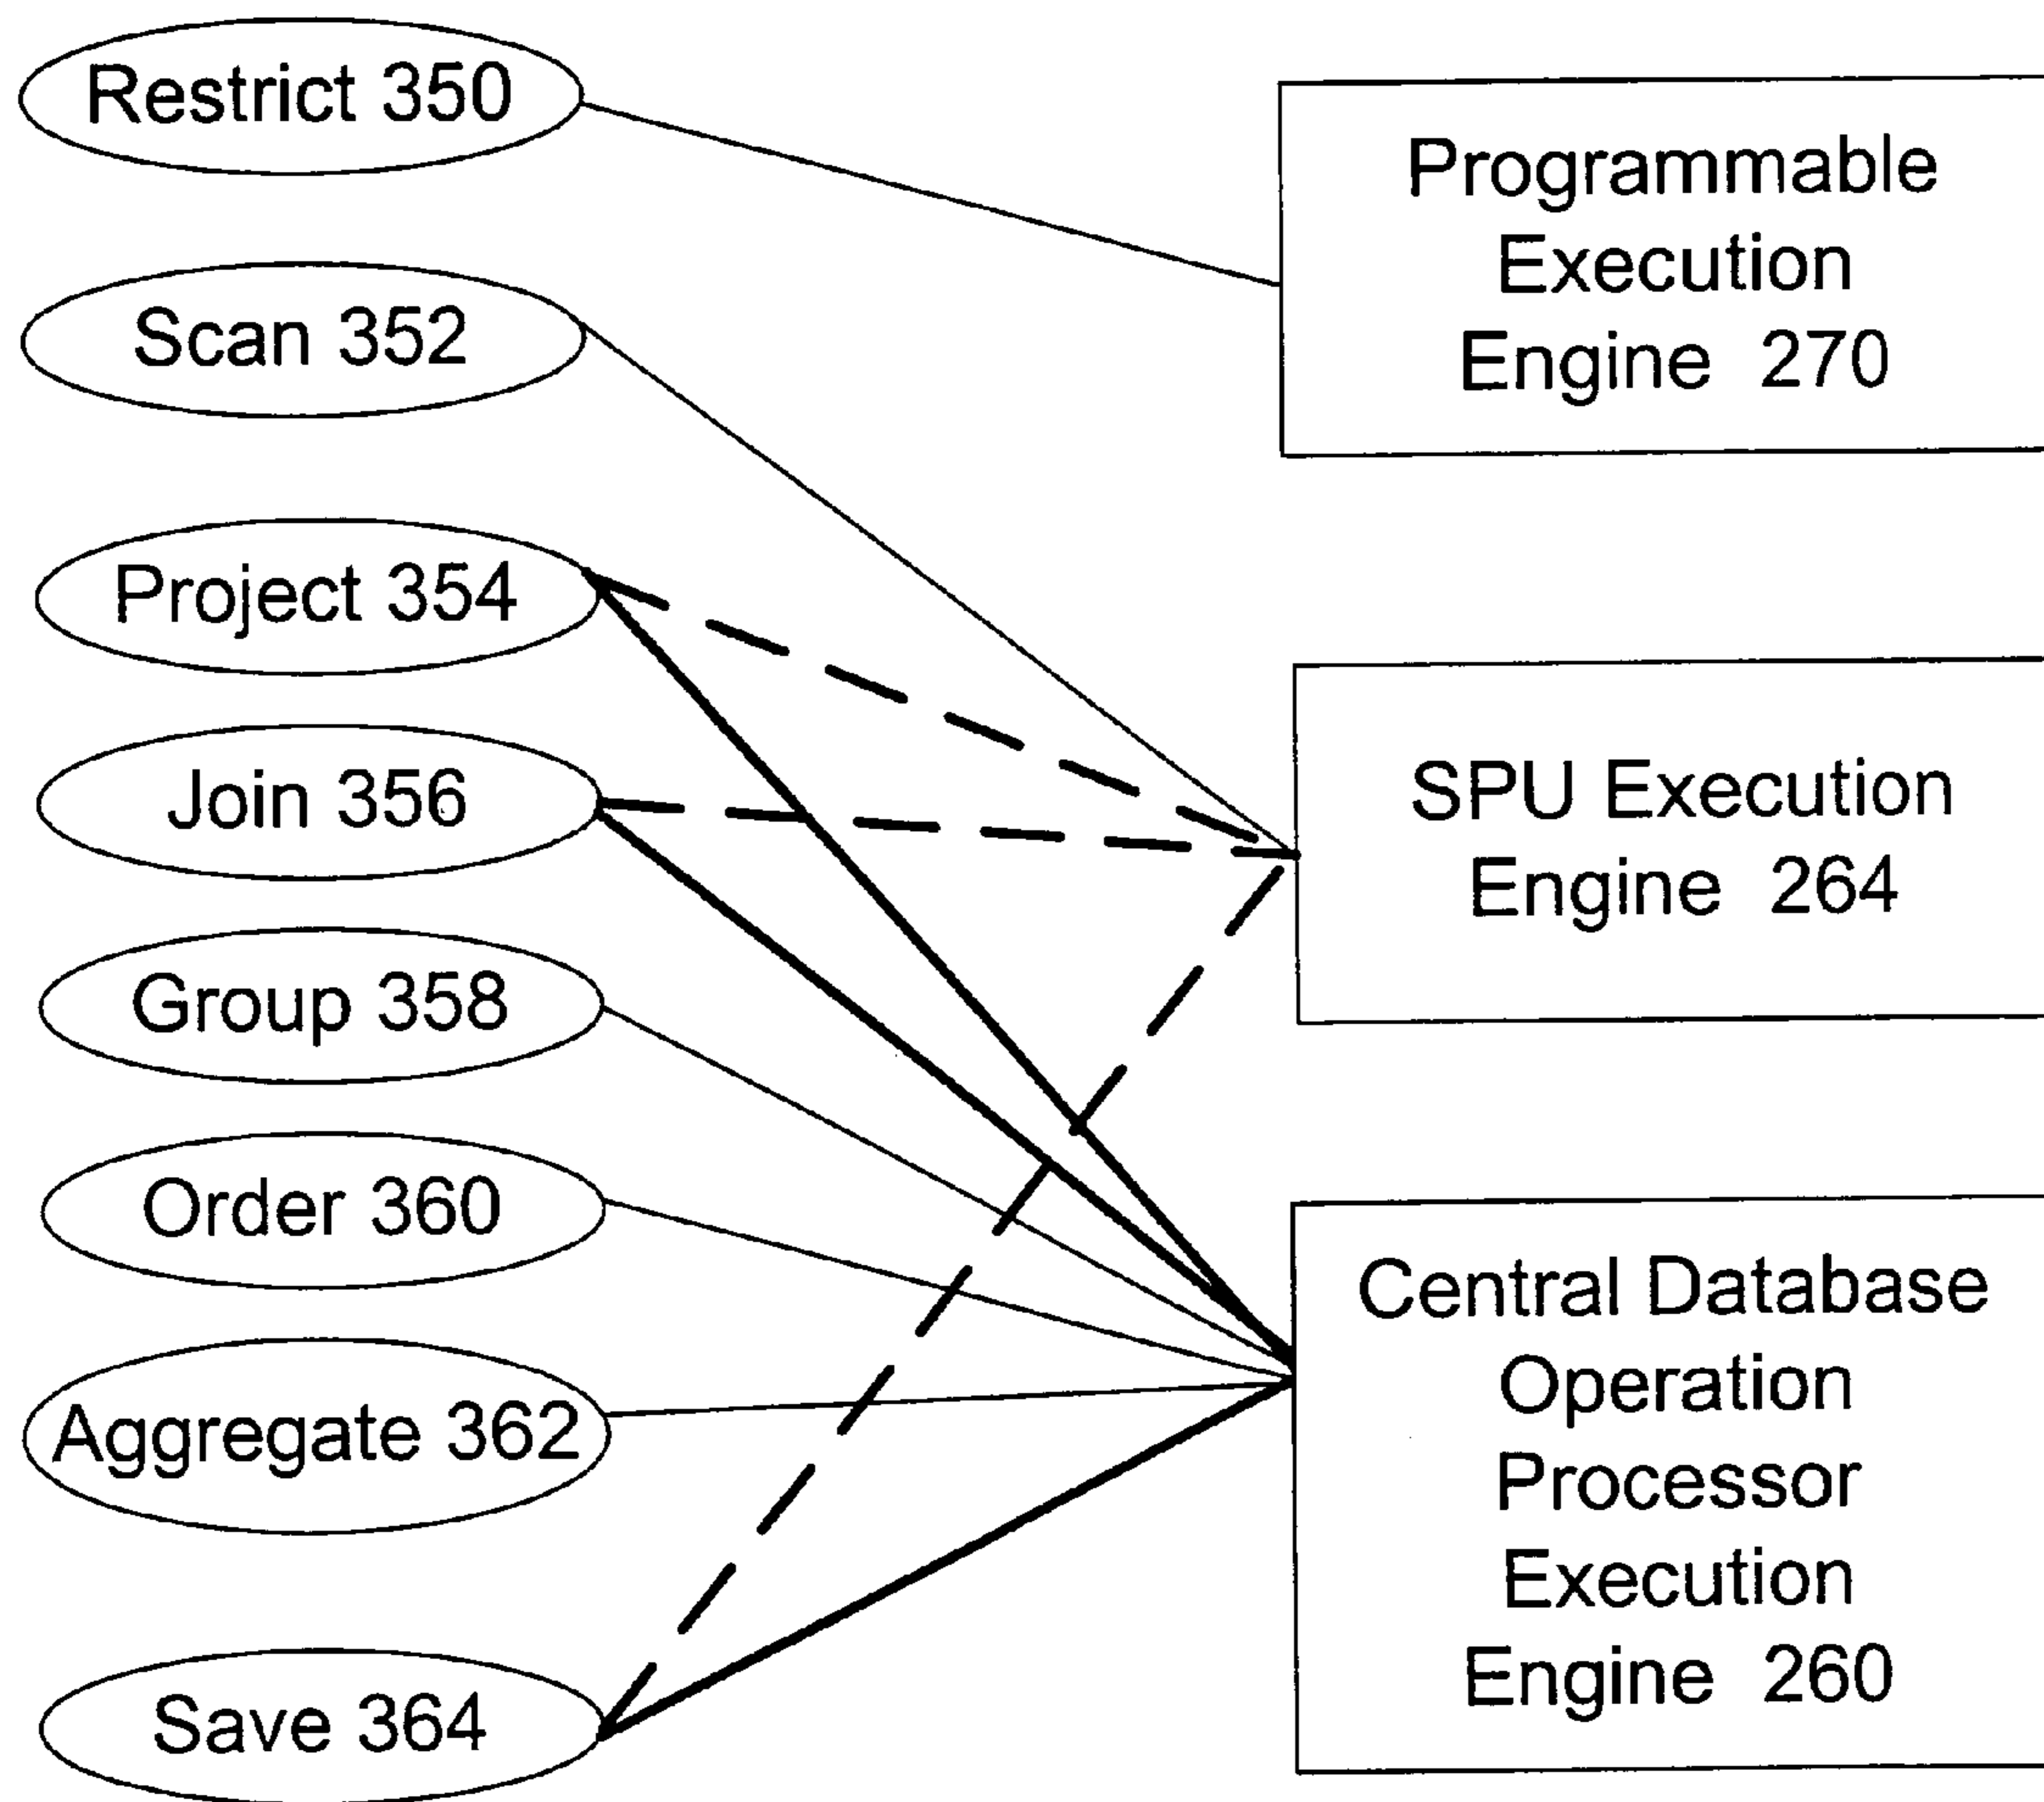 Restrict 350
Scan 352
Project 354
Join 356
Group 358
Order 360
Aggregate 362
Save 364
Programmable
Execution
Engine 270
SPU Execution
Engine 264
Central Database
Operation
Processor
Execution
Engine 260